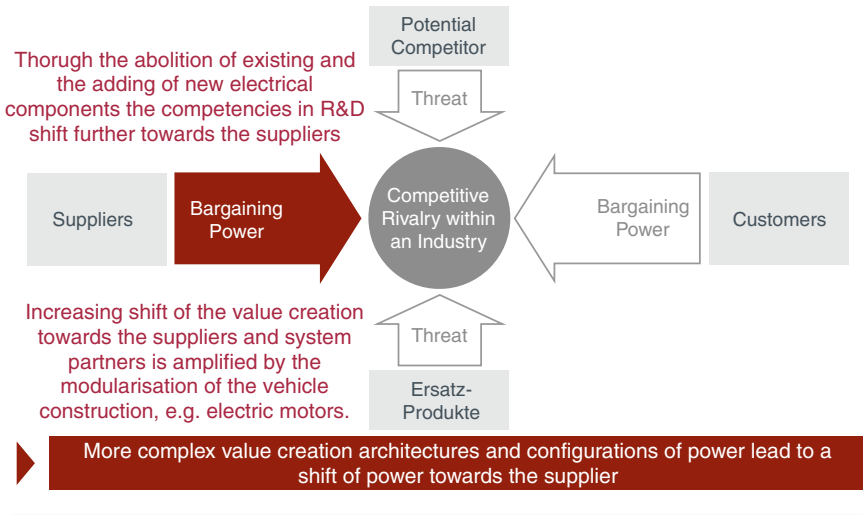 Potential
Competitor
Thorugh the abolition of existing and
the adding of new electrical
components the competencies in R&D
shift further towards the suppliers
Threat
Suppliers
Bargaining
Power
Competitive
Rivalry within
an Industry
Bargaining
Power
Customers
Increasing shift of the value creation
towards the suppliers and system
partners is amplified by the
modularisation of the vehicle
construction, e.g. electric motors.
Threat
Ersatz-
Produkte
More complex value creation architectures and configurations of power lead to a
shift of power towards the supplier